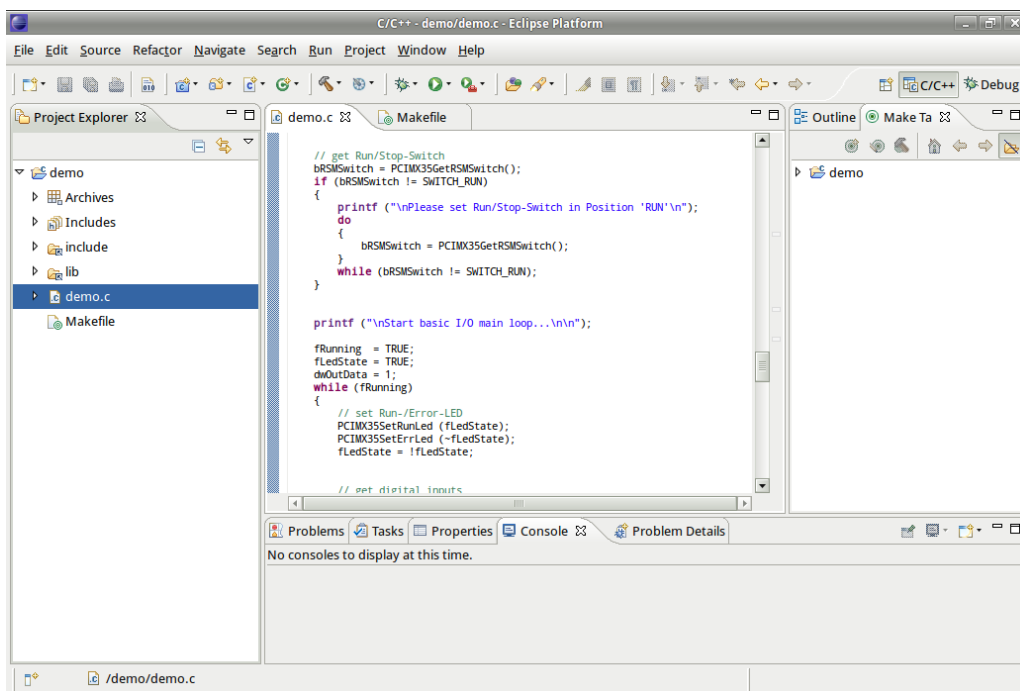 C/C++ - demo/demo.c - Eclipse Platform
File Edit Source Refactor Navigate Search Run Project Window Help
C/C++ Debug
Project Explorer
demo
Archives
Includes
include
lib
demo.c
Makefile
demo.c Makefile
// get Run/Stop-Switch
bRSMSwitch = PCIMX35GetRSMSwitch();
if (bRSMSwitch != SWITCH_RUN)
{
printf ("\nPlease set Run/Stop-Switch in Position 'RUN'\n");
do
{
bRSMSwitch = PCIMX35GetRSMSwitch();
}
while (bRSMSwitch != SWITCH_RUN);
}
printf ("\nStart basic I/O main loop...\n\n");
fRunning  = TRUE;
fLedState = TRUE;
dwOutData = 1;
while (fRunning)
{
// set Run-/Error-LED
PCIMX35SetRunLed (fLedState);
PCIMX35SetErrLed (~fLedState);
fLedState = !fLedState;
// get digital inputs
Outline Make Ta
demo
Problems Tasks Properties Console Problem Details
No consoles to display at this time.
/demo/demo.c